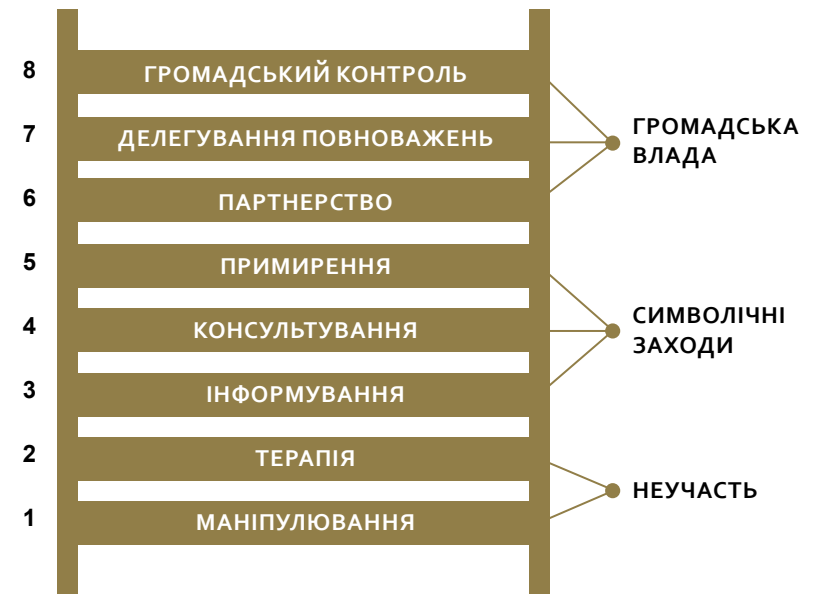 8 ГРОМАДСЬКИЙ КОНТРОЛЬ
7 ДЕЛЕГУВАННЯ ПОВНОВАЖЕНЬ
6 ПАРТНЕРСТВО
ГРОМАДСЬКА
ВЛАДА
5 ПРИМИРЕННЯ
4 КОНСУЛЬТУВАННЯ
3 ІНФОРМУВАННЯ
СИМВОЛІЧНІ
ЗАХОДИ
2 ТЕРАПІЯ
1 МАНІПУЛЮВАННЯ
НЕУЧАСТЬ